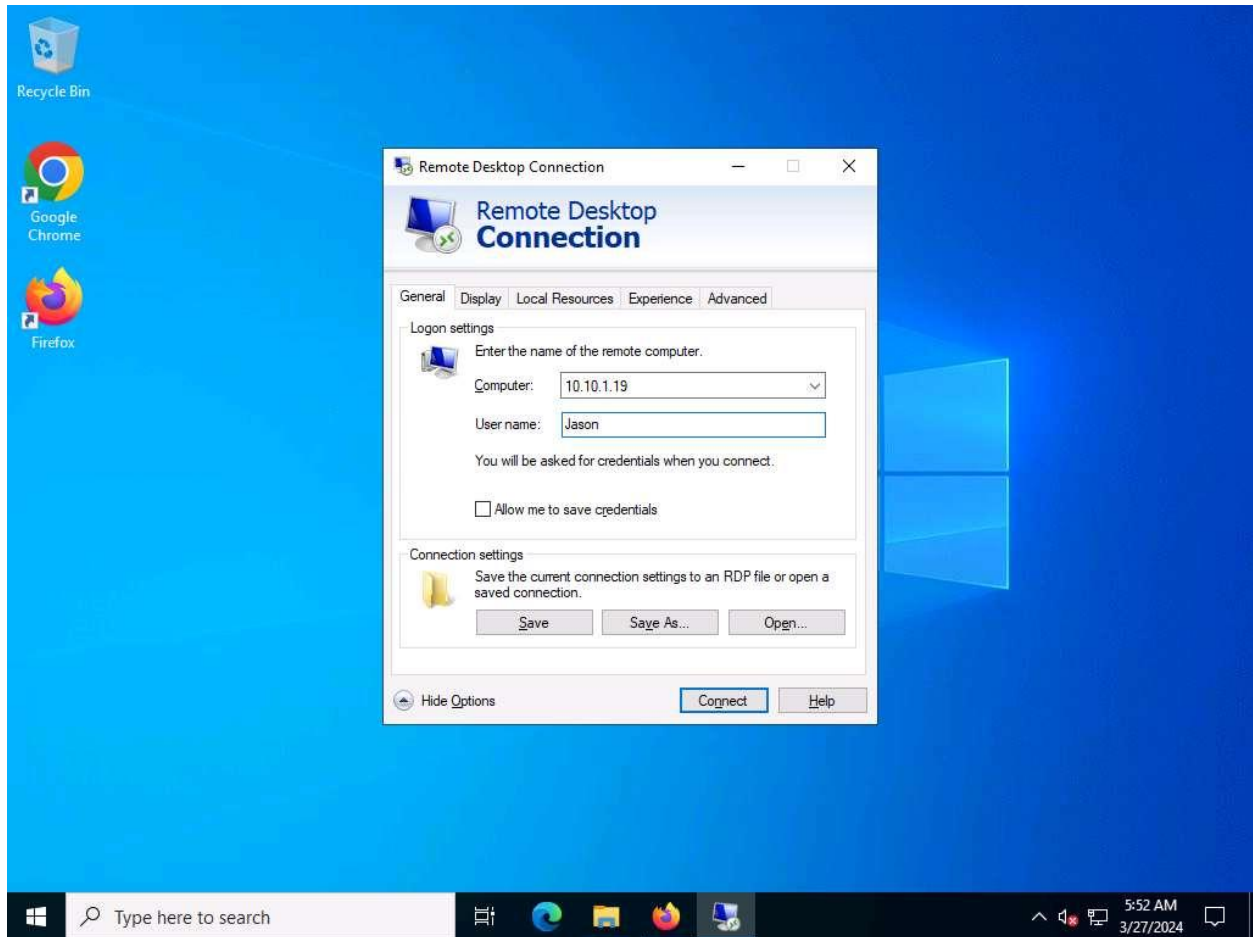 Recycle Bin
Google
Chrome
Firefox
Remote Desktop Connection
Remote Desktop
Connection
General Display Local Resources Experience Advanced
Logon settings
Enter the name of the remote computer.
Computer: 10.10.1.19
User name: Jason
You will be asked for credentials when you connect.
Allow me to save credentials
Connection settings
Save the current connection settings to an RDP file or open a
saved connection.
Save Save As... Open...
Hide Options Connect Help
Type here to search
5:52 AM
3/27/2024